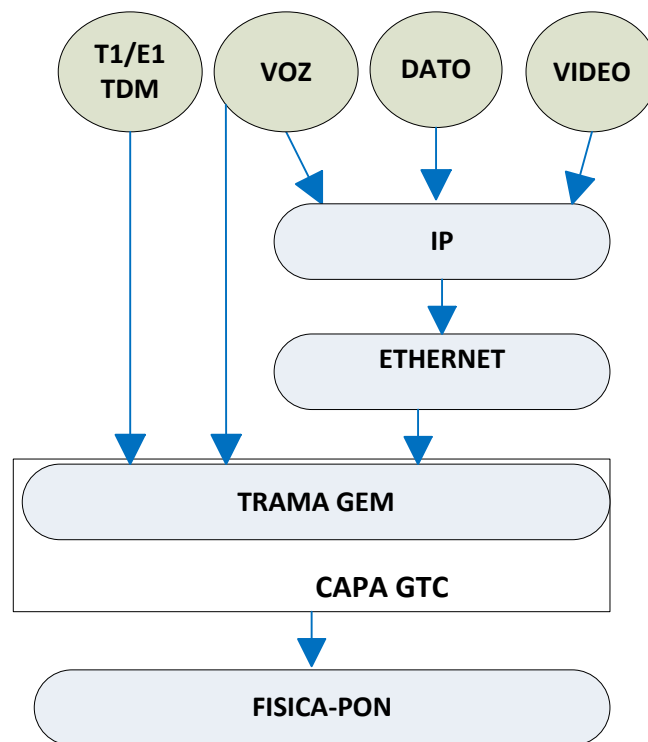 T1/E1
TDM
VOZ
DATO
VIDEO
IP
ETHERNET
TRAMA GEM
CAPA GTC
FISICA-PON